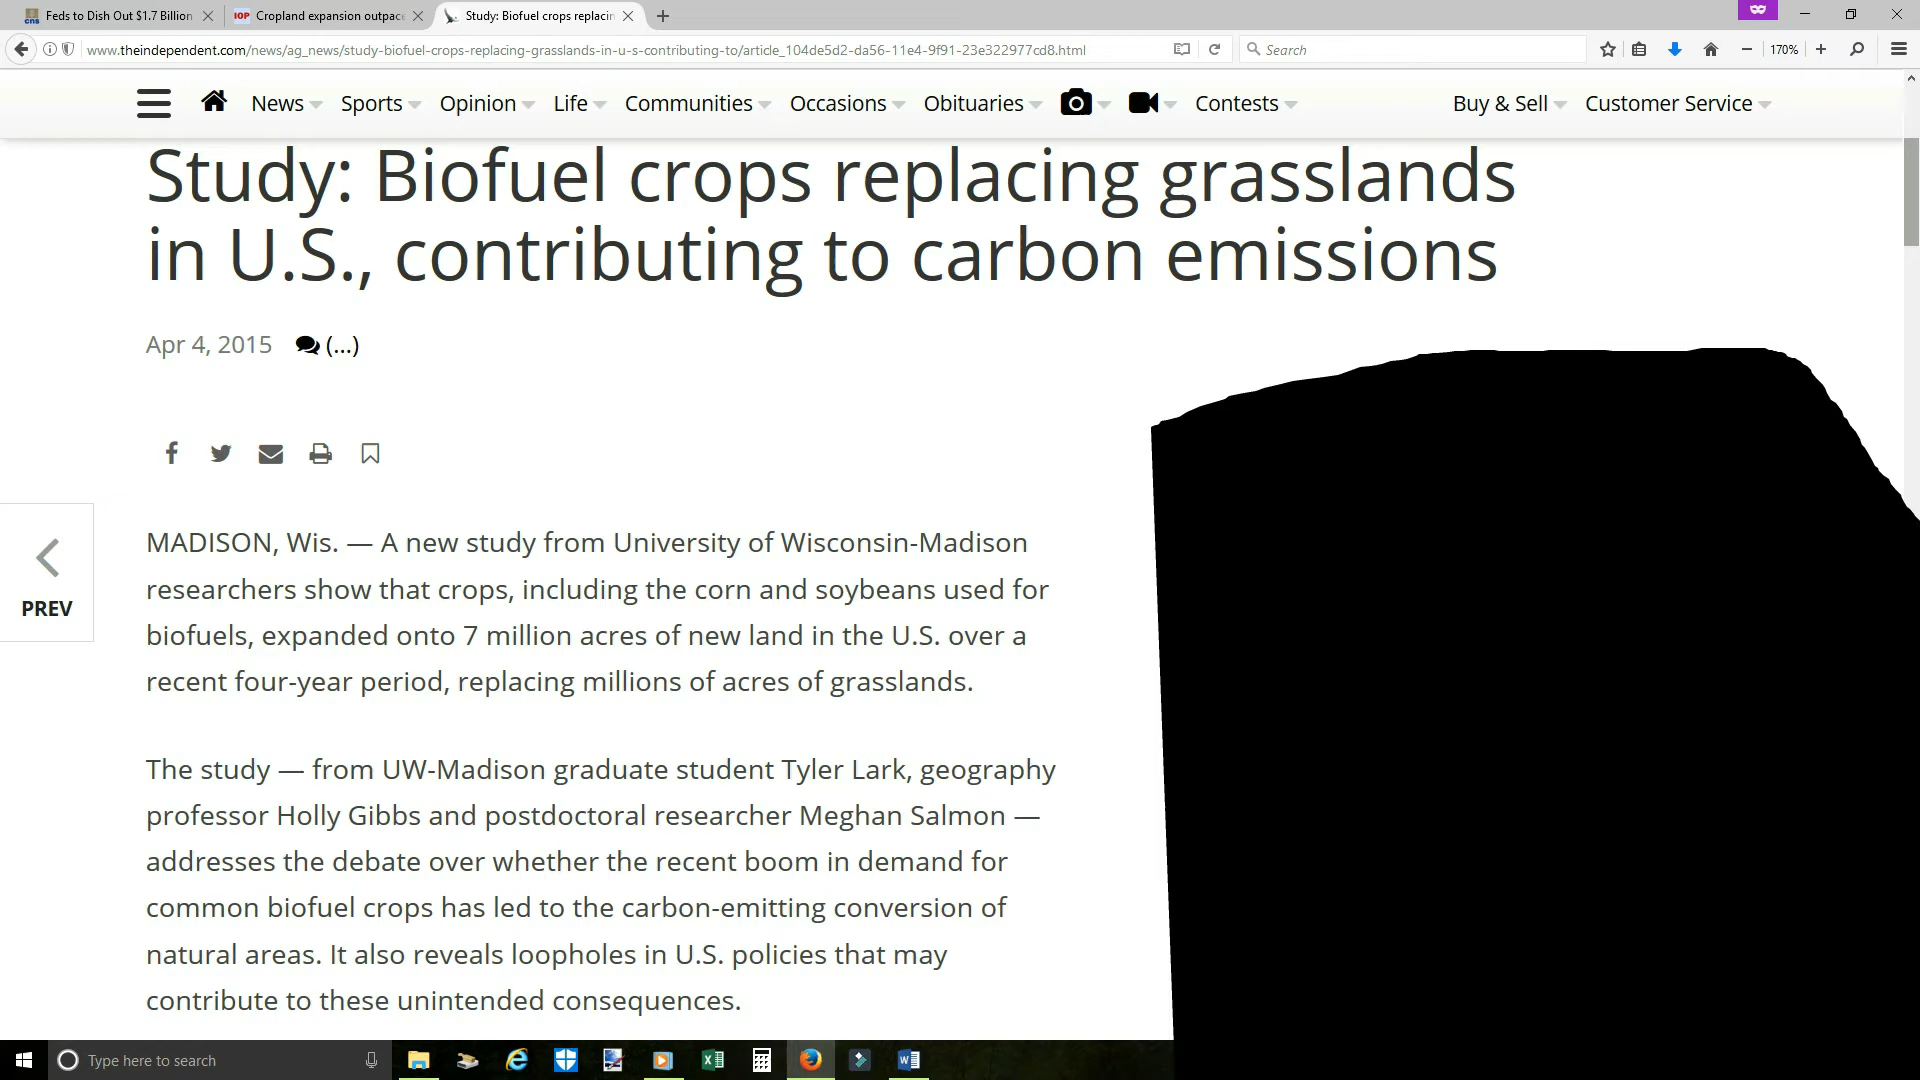 Feds to Dish Out $1.7 Billion
Cropland expansion outpac
Study: Biofuel crops replacin
www.theindependent.com/news/ag_news/study-biofuel-crops-replacing-grasslands-in-u-s-contributing-to/article_104de5d2-da56-11e4-9f91-23e322977cd8.html
Search
170%
News Sports Opinion Life Communities Occasions Obituaries Contests Buy & Sell Customer Service
Study: Biofuel crops replacing grasslands
in U.S., contributing to carbon emissions
Apr 4, 2015 (...)
PREV
MADISON, Wis. — A new study from University of Wisconsin-Madison
researchers show that crops, including the corn and soybeans used for
biofuels, expanded onto 7 million acres of new land in the U.S. over a
recent four-year period, replacing millions of acres of grasslands.
The study — from UW-Madison graduate student Tyler Lark, geography
professor Holly Gibbs and postdoctoral researcher Meghan Salmon —
addresses the debate over whether the recent boom in demand for
common biofuel crops has led to the carbon-emitting conversion of
natural areas. It also reveals loopholes in U.S. policies that may
contribute to these unintended consequences.
Type here to search